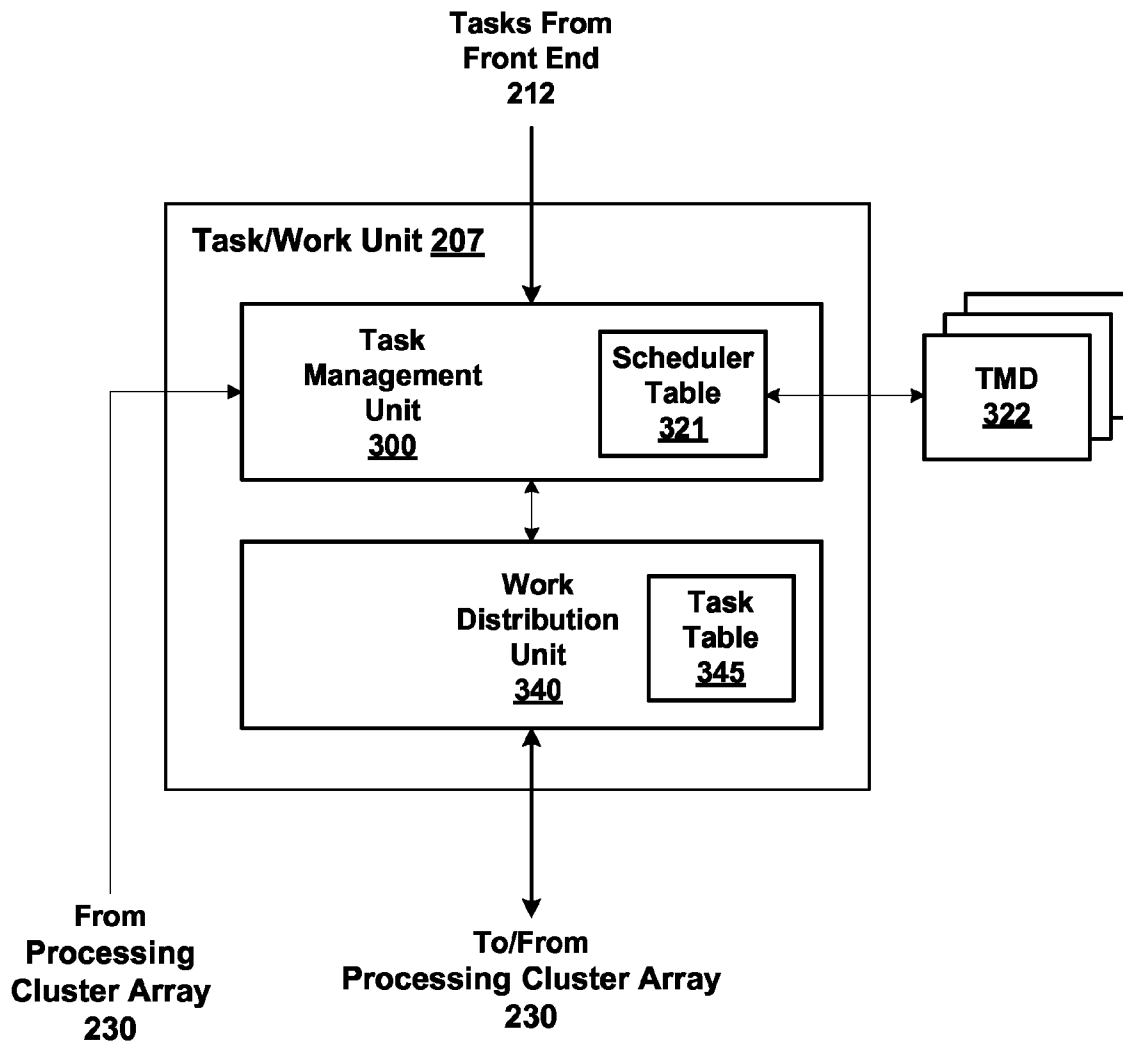 Tasks From
Front End
212
Task/Work Unit 207
Task
Management
Unit
300
Scheduler
Table
321
TMD
322
Work
Distribution
Unit
340
Task
Table
345
From
Processing
Cluster Array
230
To/From
Processing Cluster Array
230